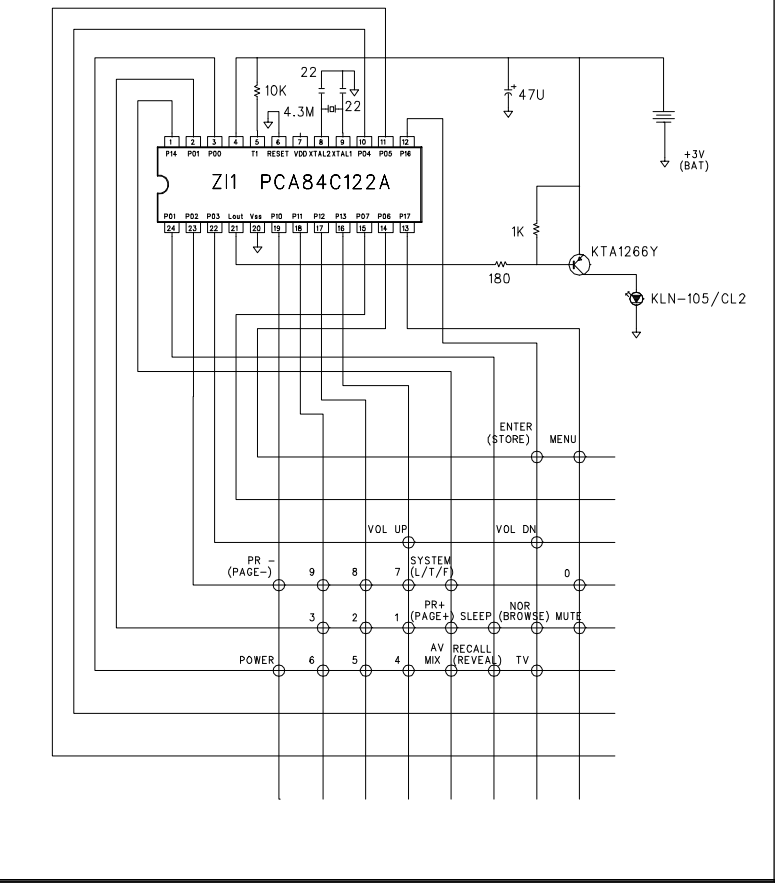 22
10K
4.3M
22
47U
+3V
(BAT)
1 2 3 4 5 6 7 8 9 10 11 12
P14 P01 P00 T1 RESET VDD XTAL2 XTAL1 P04 P05 P16
ZI1 PCA84C122A
P01 P02 P03 Lout Vss P10 P11 P12 P13 P07 P06 P17
24 23 22 21 20 19 18 17 16 15 14 13
1K
KTA1266Y
180
KLN-105/CL2
ENTER
(STORE) MENU
VOL UP VOL DN
PR -
(PAGE-) 9 8 7 SYSTEM
(L/T/F) 0
3 2 1 PR+
(PAGE+) SLEEP NOR
(BROWSE) MUTE
POWER 6 5 4 AV
MIX RECALL
(REVEAL) TV